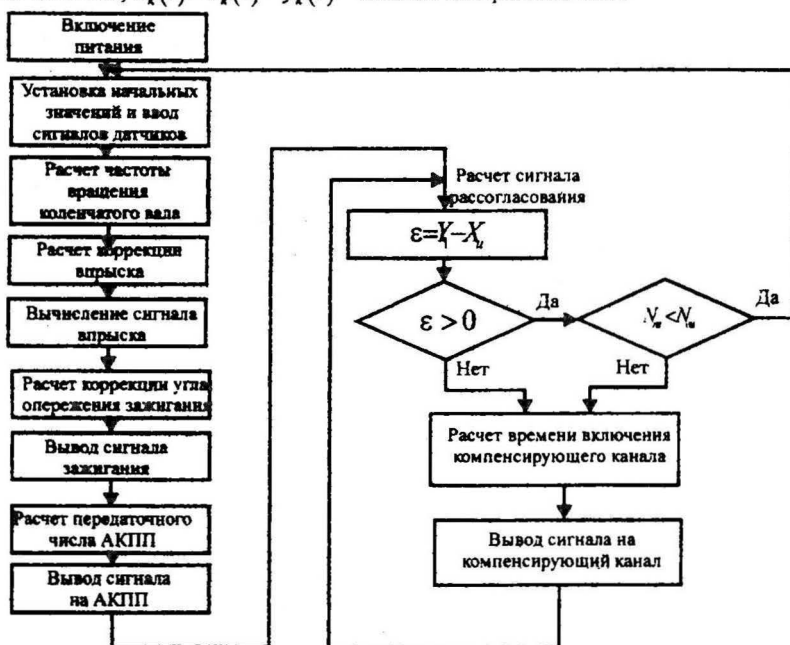 Включение
питания
Установка начальных
значений и ввод
сигналов датчиков
Расчет частоты
вращения
коленчатого вала
Расчет коррекции
впрыска
Вычисление сигнала
впрыска
Расчет коррекции угла
опережения зажигания
Вывод сигнала
зажигания
Расчет передаточного
числа АКПП
Вывод сигнала
на АКПП
Расчет сигнала
рассогласования
ε > 0
Да
Да
Нет
Нет
Расчет времени включения
компенсирующего канала
Вывод сигнала на
компенсирующий канал